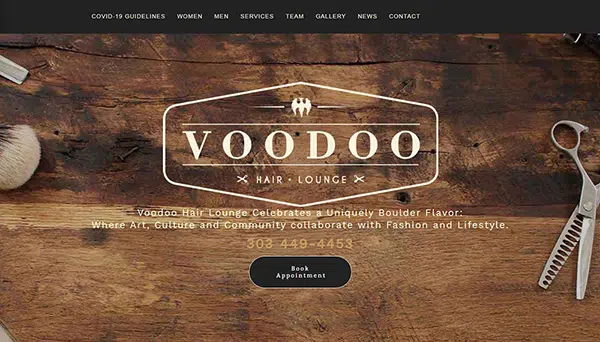 COVID-19 GUIDELINES WOMEN MEN SERVICES TEAM GALLERY NEWS CONTACT
VOODOO
HAIR • LOUNGE
Voodoo Hair Lounge Celebrates a Uniquely Boulder Flavor:
Where Art, Culture and Community collaborate with Fashion and Lifestyle.
303 449-4453
Book
Appointment